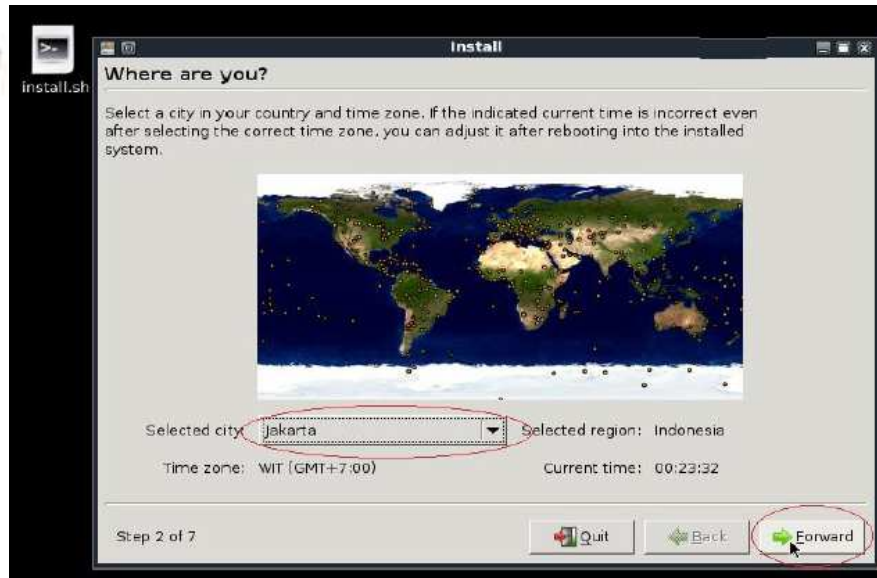 install.sh
Install
Where are you?
Select a city in your country and time zone. If the indicated current time is incorrect even
after selecting the correct time zone, you can adjust it after rebooting into the installed
system.
Selected city: Jakarta Selected region: Indonesia
Time zone: WIT (GMT+7:00) Current time: 00:23:32
Step 2 of 7 Quit Back Forward